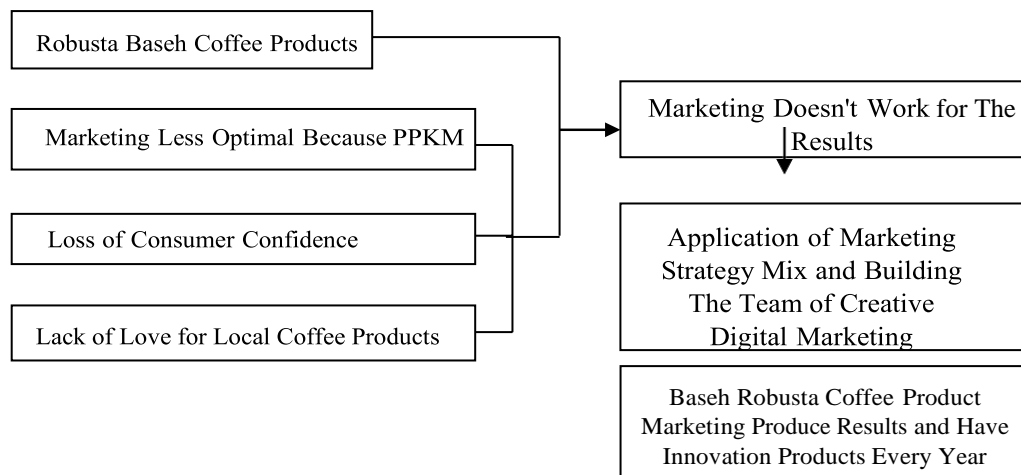 Robusta Baseh Coffee Products
Marketing Less Optimal Because PPKM
Loss of Consumer Confidence
Lack of Love for Local Coffee Products
Marketing Doesn't Work for The
Results
Application of Marketing
Strategy Mix and Building
The Team of Creative
Digital Marketing
Baseh Robusta Coffee Product
Marketing Produce Results and Have
Innovation Products Every Year